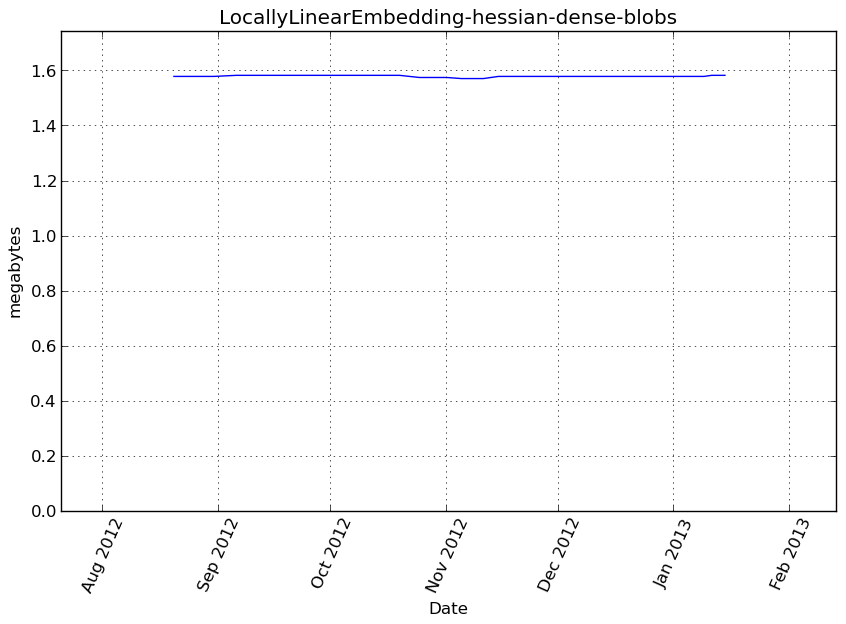 LocallyLinearEmbedding-hessian-dense-blobs
megabytes
1.6
1.4
1.2
1.0
0.8
0.6
0.4
0.2
0.0
Aug 2012
Sep 2012
Oct 2012
Nov 2012
Dec 2012
Jan 2013
Feb 2013
Date